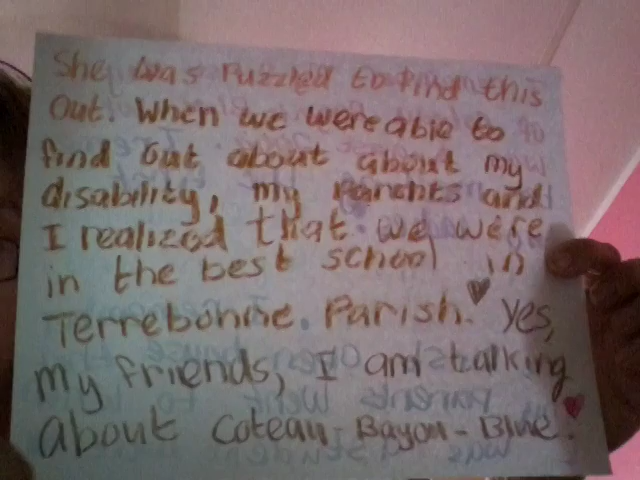 She was Puzzled to find this
out. When we were able to go
find out about about my
disability, my Parents and
I realized that we were
in the best school in
Terrebonne. Parish. Yes,
my friends, I am talking
about Coteau-Bayou-Blue.